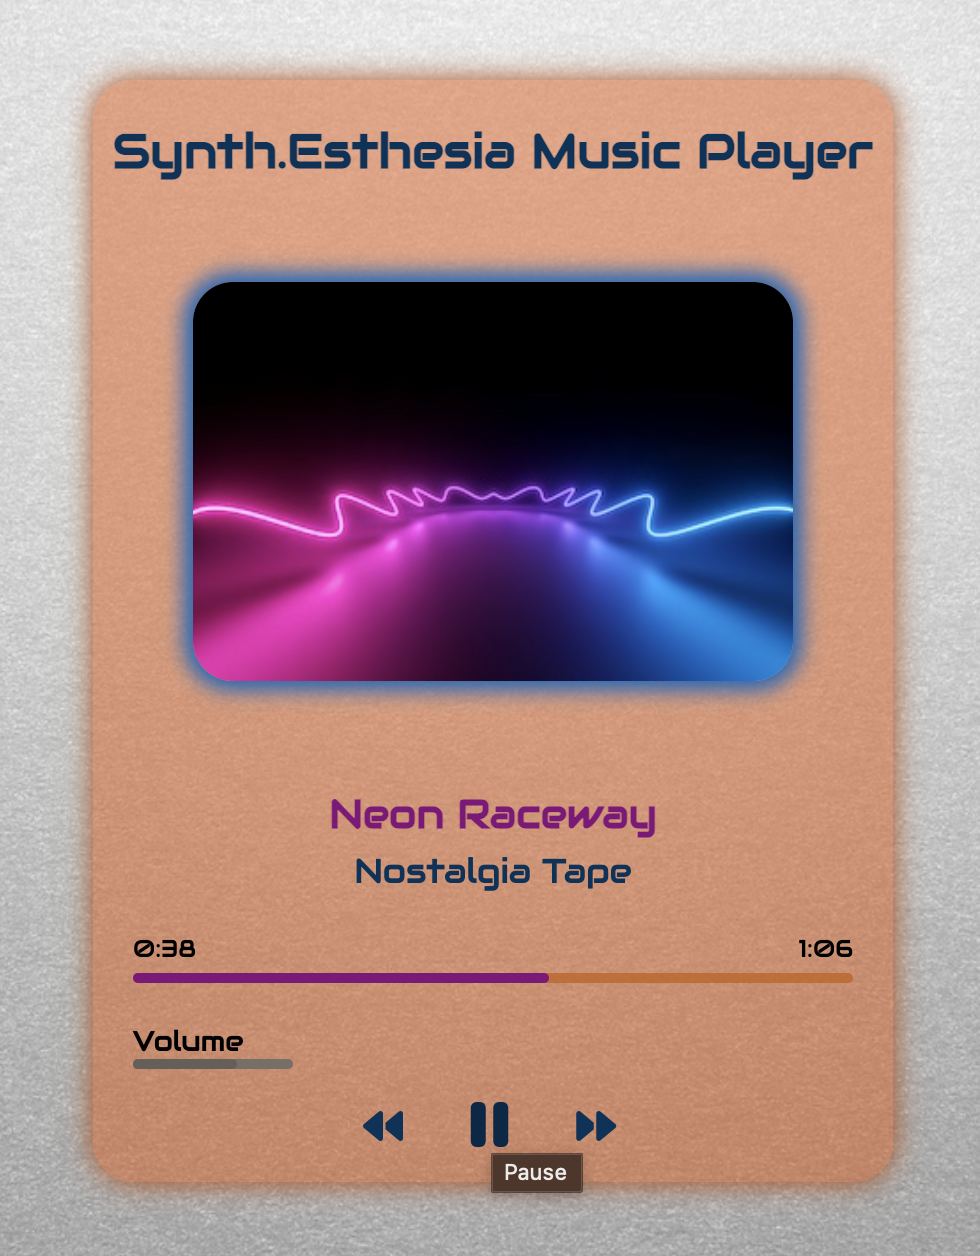 Synth.Esthesia Music Player
Neon Raceway
Nostalgia Tape
0:38 1:06
Volume
Pause